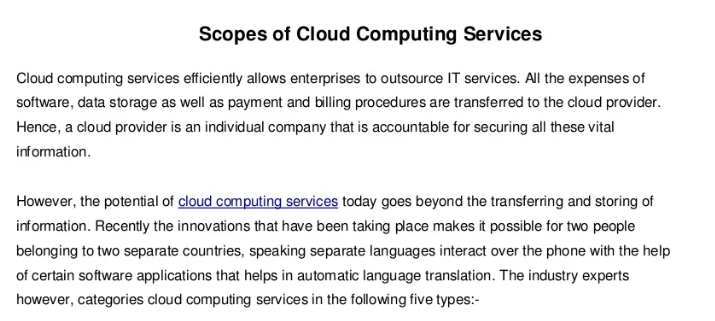 Scopes of Cloud Computing Services
Cloud computing services efficiently allows enterprises to outsource IT services. All the expenses of
software, data storage as well as payment and billing procedures are transferred to the cloud provider.
Hence, a cloud provider is an individual company that is accountable for securing all these vital
information.
However, the potential of cloud computing services today goes beyond the transferring and storing of
information. Recently the innovations that have been taking place makes it possible for two people
belonging to two separate countries, speaking separate languages interact over the phone with the help
of certain software applications that helps in automatic language translation. The industry experts
however, categories cloud computing services in the following five types:-